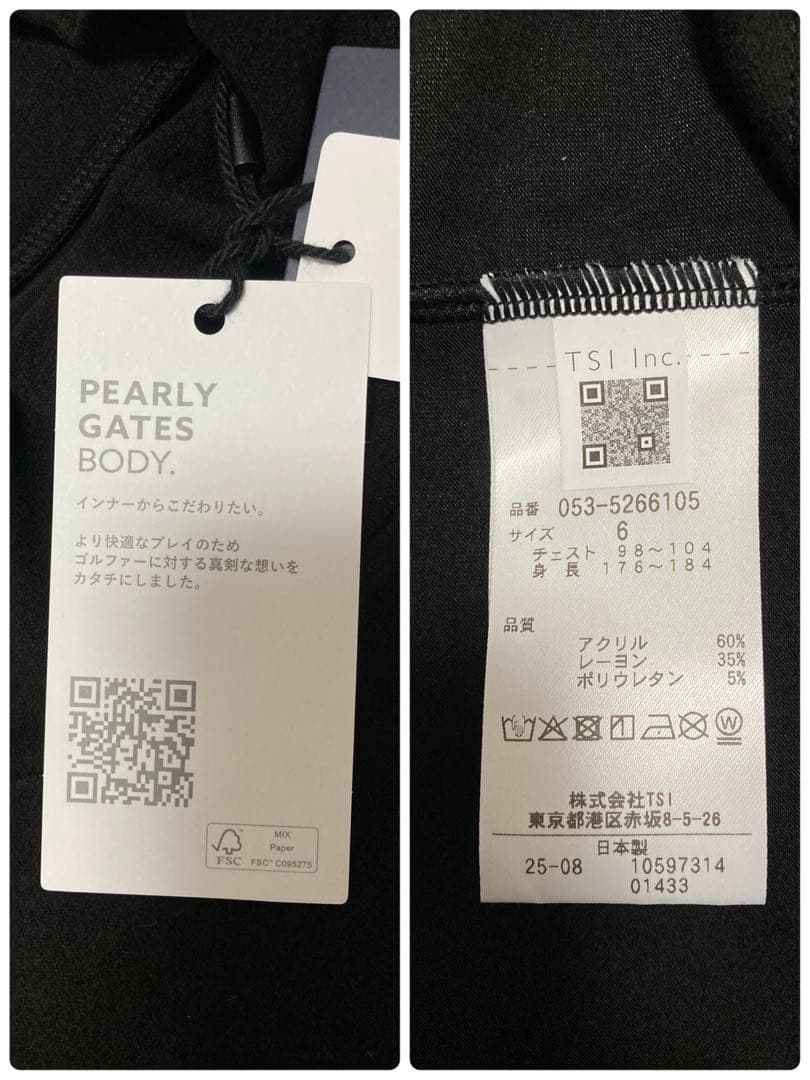 PEARLY
GATES
BODY.
インナーからこだわりたい。
より快適なプレイのため
ゴルファーに対する真剣な想いを
カタチにしました。
FSC
MIX
Paper
FSC™ C095275
TSI Inc.
品番 053-5266105
サイズ 6
チェスト 98〜104
身長 176〜184
品質
アクリル 60%
レーヨン 35%
ポリウレタン 5%
W
株式会社TSI
東京都港区赤坂8-5-26
日本製
25-08 10597314
01433